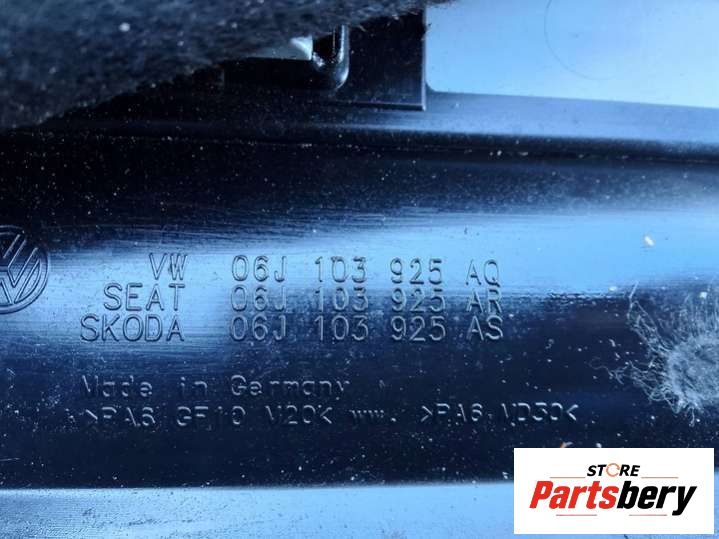 VW 06J 103 925 AQ
SEAT 06J 103 925 AR
SKODA 06J 103 925 AS
Made in Germany
>PA6 GF10 M20< ww. >PA6 MD30<
STORE
Partsbery